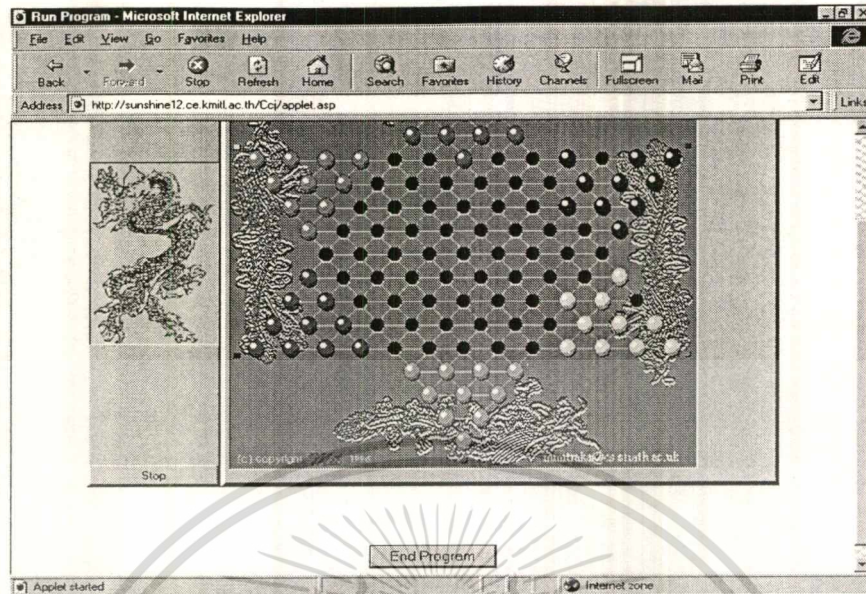 Run Program - Microsoft Internet Explorer
File Edit View Go Favorites Help
Back Forward Stop Refresh Home Search Favorites History Channels Fullscreen Mail Print Edit
Address http://sunshine12.ce.kmitl.ac.th/Ccj/applet.asp Links
(c) copyright 1996
Stop
End Program
Applet started Internet zone